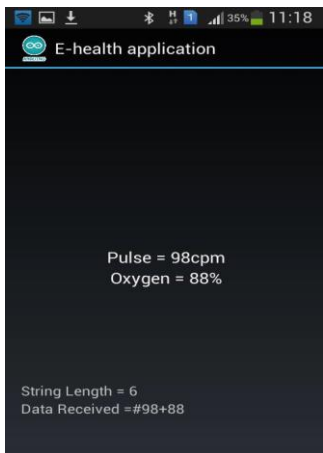 35% 11:18
E-health application
Pulse = 98cpm
Oxygen = 88%
String Length = 6
Data Received =#98+88